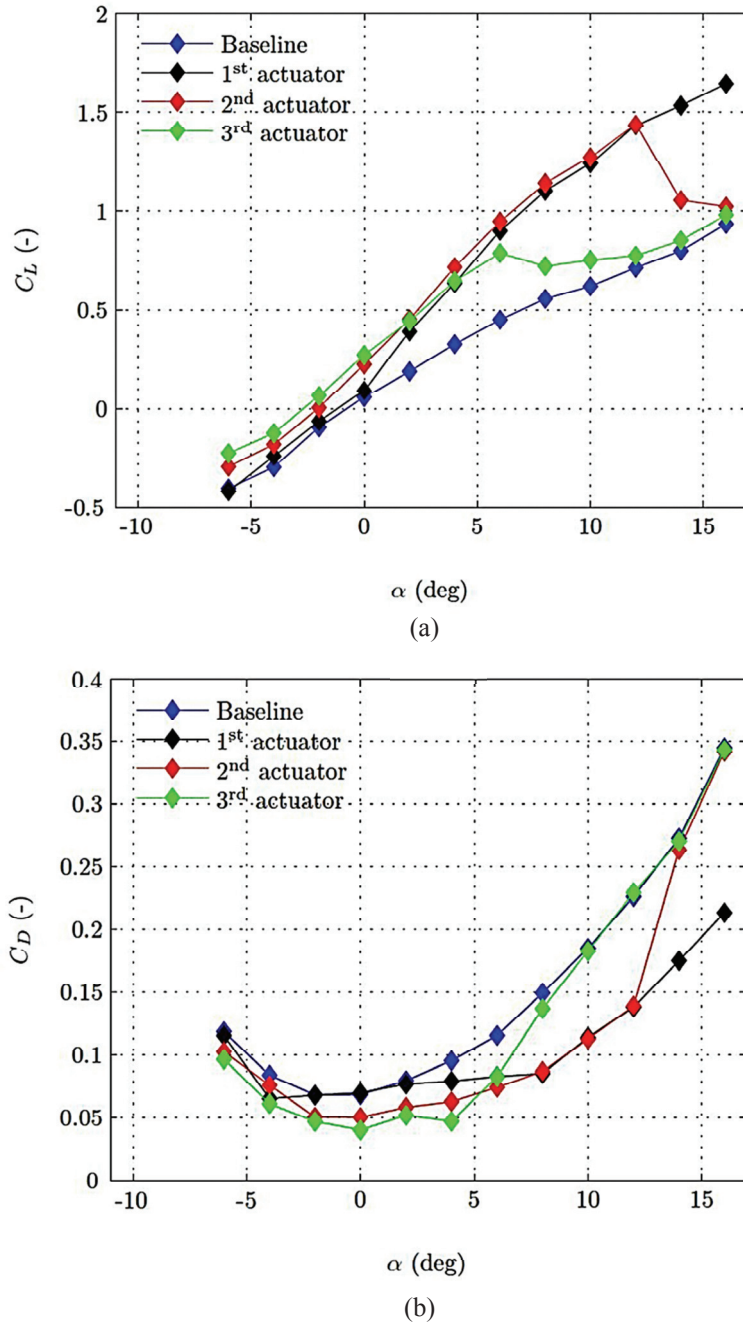 2
1.5
1
0.5
0
-0.5
C_L (-)
Baseline
1st actuator
2nd actuator
3rd actuator
-10 -5 0 5 10 15
α (deg)
(a)
0.4
0.35
0.3
0.25
0.2
0.15
0.1
0.05
0
C_D (-)
Baseline
1st actuator
2nd actuator
3rd actuator
-10 -5 0 5 10 15
α (deg)
(b)